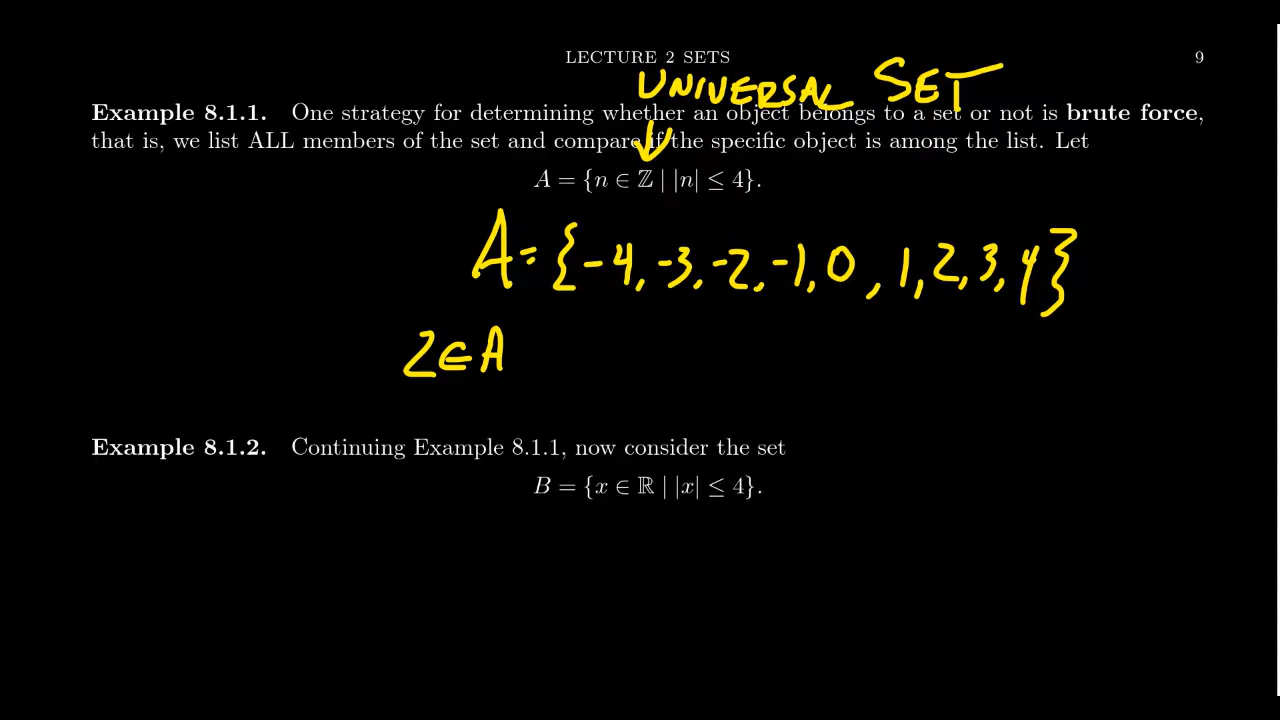 LECTURE 2 SETS 9
UNIVERSAL SET
Example 8.1.1. One strategy for determining whether an object belongs to a set or not is brute force,
that is, we list ALL members of the set and compare if the specific object is among the list. Let
A = {n ∈ ℤ | |n| ≤ 4}.
A = {-4, -3, -2, -1, 0, 1, 2, 3, 4}
2 ∈ A
Example 8.1.2. Continuing Example 8.1.1, now consider the set
B = {x ∈ ℝ | |x| ≤ 4}.